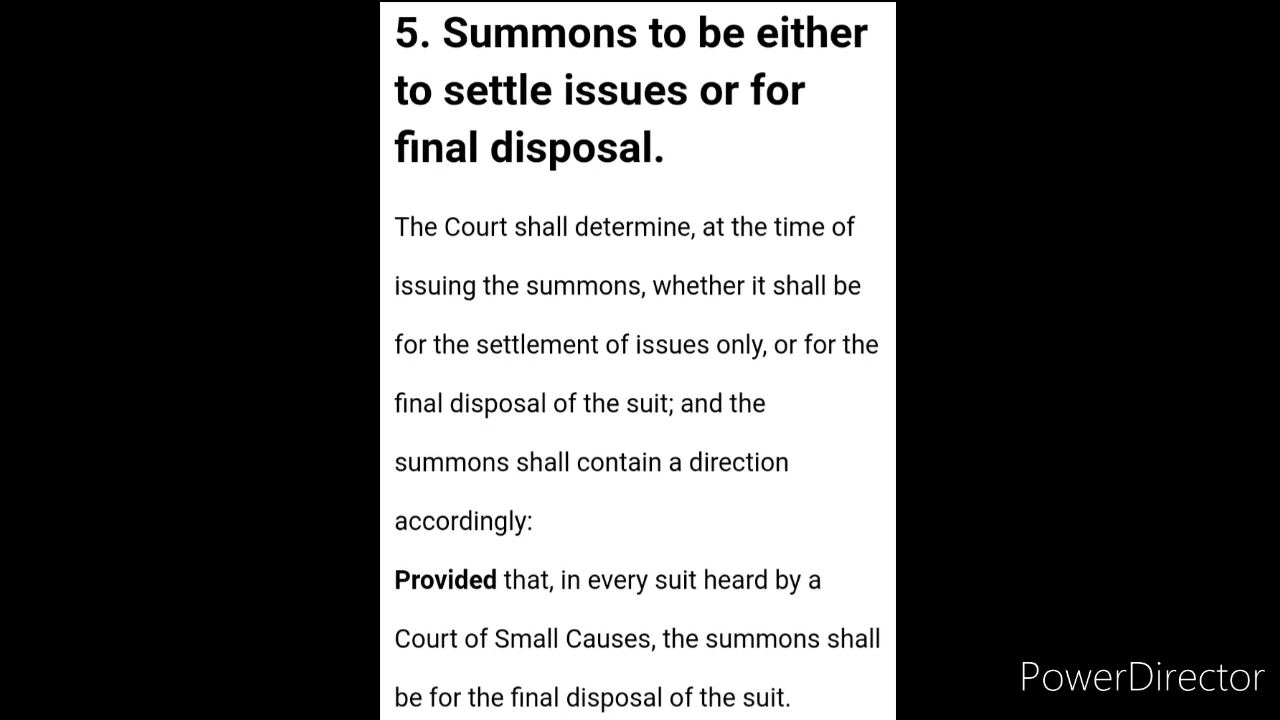 5. Summons to be either
to settle issues or for
final disposal.
The Court shall determine, at the time of
issuing the summons, whether it shall be
for the settlement of issues only, or for the
final disposal of the suit; and the
summons shall contain a direction
accordingly:
Provided that, in every suit heard by a
Court of Small Causes, the summons shall
be for the final disposal of the suit.
PowerDirector